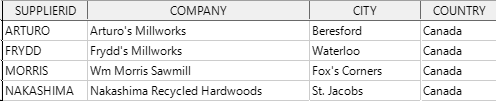 SUPPLIERID COMPANY CITY COUNTRY
ARTURO Arturo's Millworks Beresford Canada
FRYDD Frydd's Millworks Waterloo Canada
MORRIS Wm Morris Sawmill Fox's Corners Canada
NAKASHIMA Nakashima Recycled Hardwoods St. Jacobs Canada